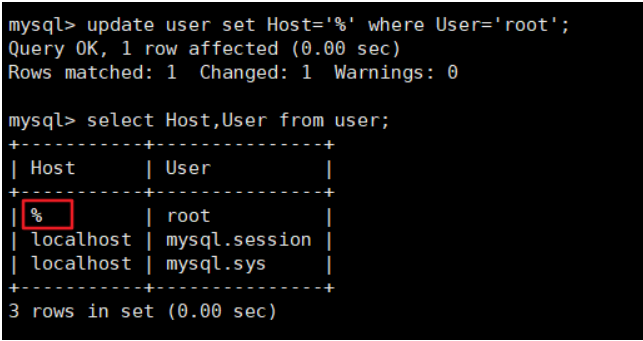 mysql> update user set Host='%' where User='root';
Query OK, 1 row affected (0.00 sec)
Rows matched: 1  Changed: 1  Warnings: 0
mysql> select Host,User from user;
+-----------+---------------+
| Host      | User          |
+-----------+---------------+
| %         | root          |
| localhost | mysql.session |
| localhost | mysql.sys     |
+-----------+---------------+
3 rows in set (0.00 sec)